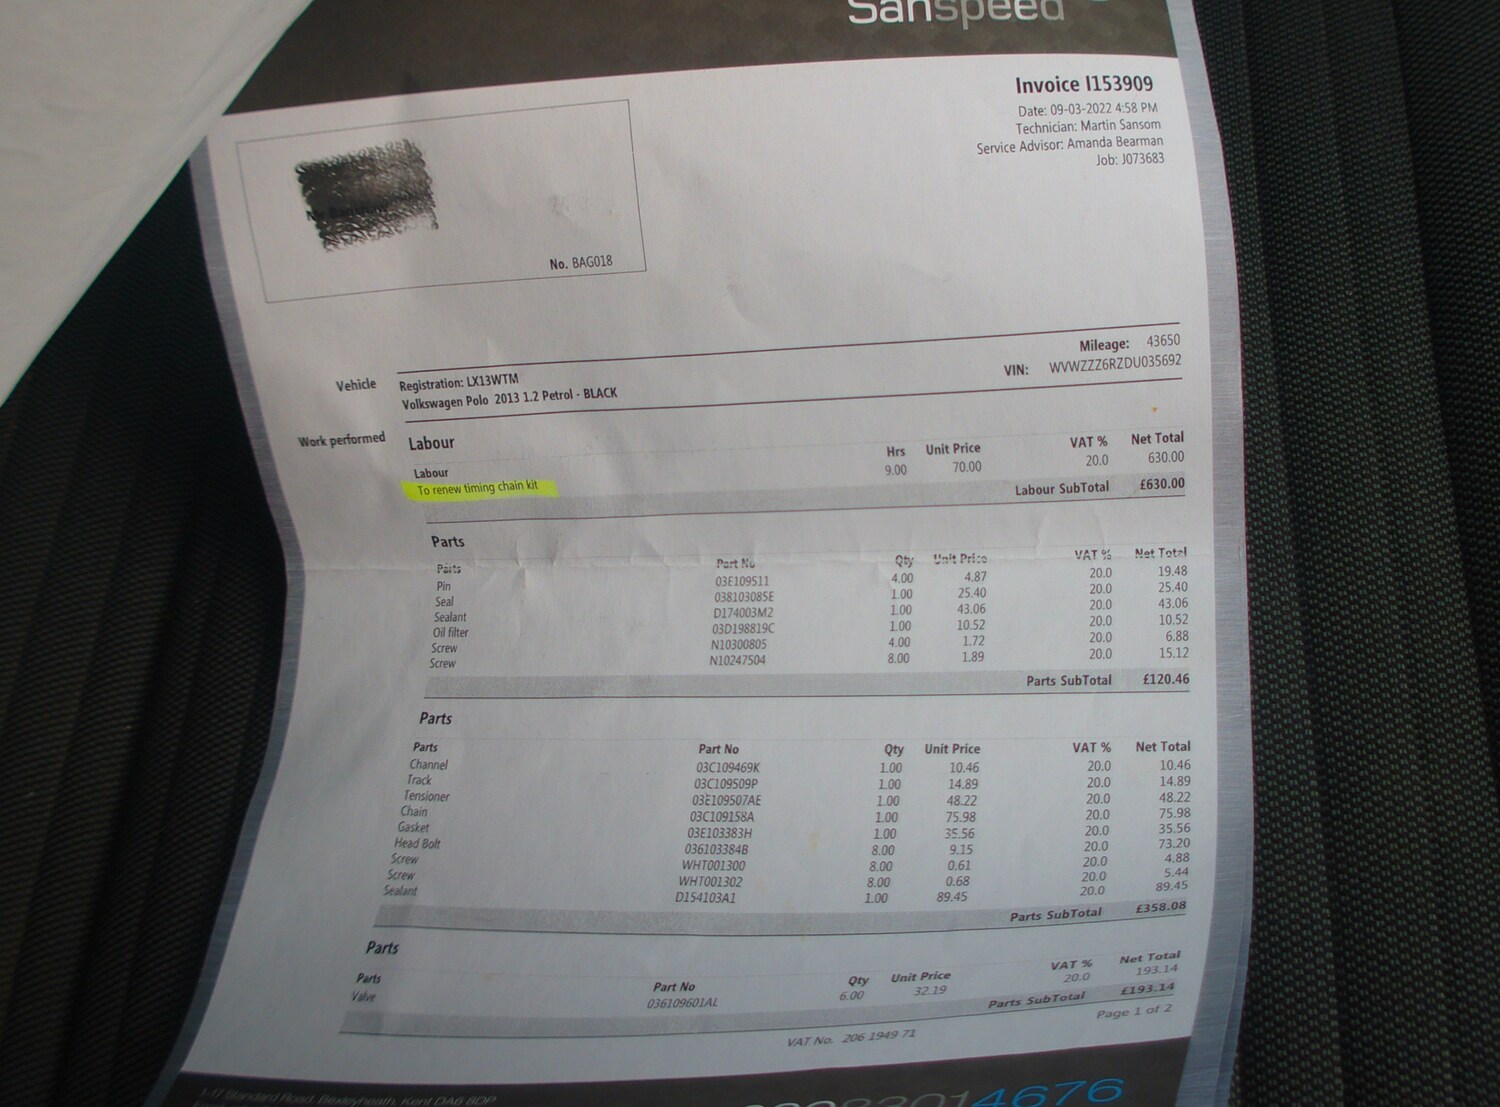 Sanspeed
Invoice I153909
Date: 09-03-2022 4:58 PM
Technician: Martin Sansom
Service Advisor: Amanda Bearman
Job: J073683
No. BAG018
Vehicle
Registration: LX13WTM
Volkswagen Polo 2013 1.2 Petrol - BLACK
Mileage: 43650
VIN: WVWZZZ6RZDU035692
Work performed
Labour
Hrs Unit Price VAT % Net Total
Labour 9.00 70.00 20.0 630.00
To renew timing chain kit
Labour SubTotal £630.00
Parts
Parts Part No Qty Unit Price VAT % Net Total
Pin 03E109511 4.00 4.87 20.0 19.48
Seal 038103085E 1.00 25.40 20.0 25.40
Sealant D174003M2 1.00 43.06 20.0 43.06
Oil filter 03D198819C 1.00 10.52 20.0 10.52
Screw N10300805 4.00 1.72 20.0 6.88
Screw N10247504 8.00 1.89 20.0 15.12
Parts SubTotal £120.46
Parts
Parts Part No Qty Unit Price VAT % Net Total
Channel 03C109469K 1.00 10.46 20.0 10.46
Track 03C109509P 1.00 14.89 20.0 14.89
Tensioner 03E109507AE 1.00 48.22 20.0 48.22
Chain 03C109158A 1.00 75.98 20.0 75.98
Gasket 03E103383H 1.00 35.56 20.0 35.56
Head Bolt 036103384B 8.00 9.15 20.0 73.20
Screw WHT001300 8.00 0.61 20.0 4.88
Screw WHT001302 8.00 0.68 20.0 5.44
Sealant D154103A1 1.00 89.45 20.0 89.45
Parts SubTotal £358.08
Parts
Parts Part No Qty Unit Price VAT % Net Total
Valve 036109601AL 6.00 32.19 20.0 193.14
Parts SubTotal £193.14
Page 1 of 2
VAT No. 206 1949 71
Standard Road, Bexleyheath, Kent DA6 8DP
4676